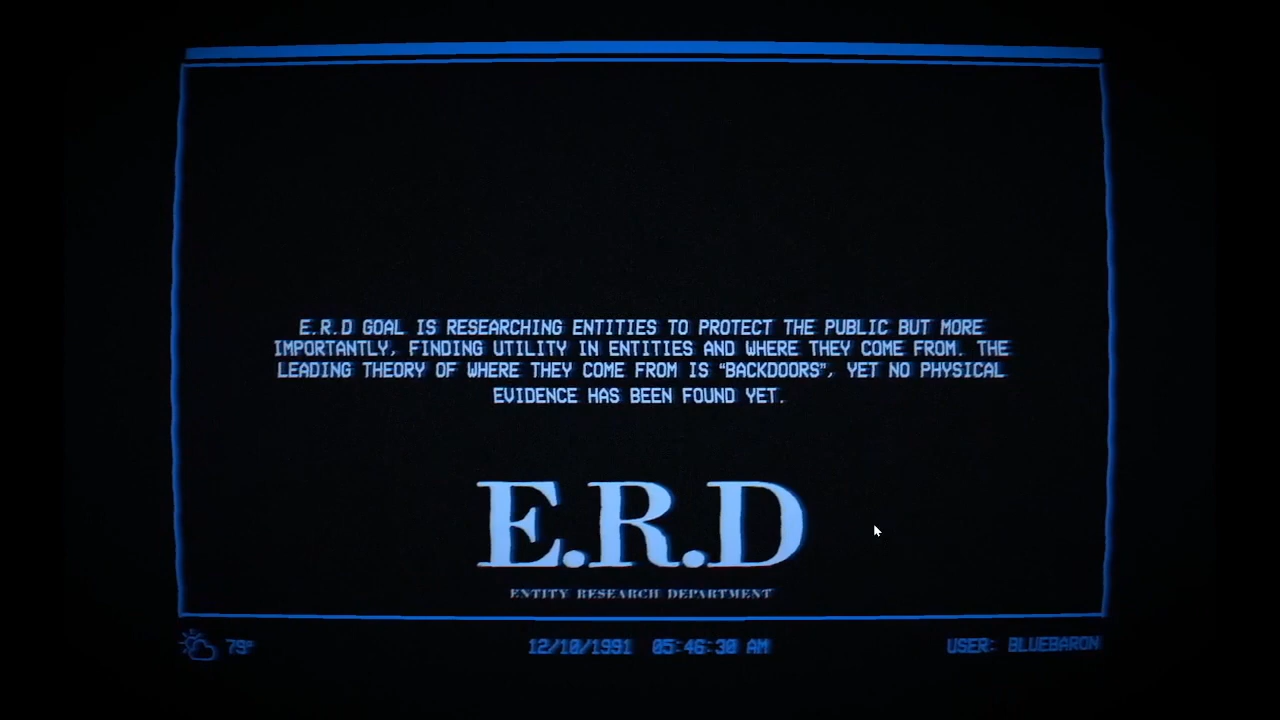 E.R.D GOAL IS RESEARCHING ENTITIES TO PROTECT THE PUBLIC BUT MORE
IMPORTANTLY, FINDING UTILITY IN ENTITIES AND WHERE THEY COME FROM. THE
LEADING THEORY OF WHERE THEY COME FROM IS “BACKDOORS”, YET NO PHYSICAL
EVIDENCE HAS BEEN FOUND YET.
E.R.D
ENTITY RESEARCH DEPARTMENT
79° 12/10/1991 05:46:30 AM USER: BLUEBARON